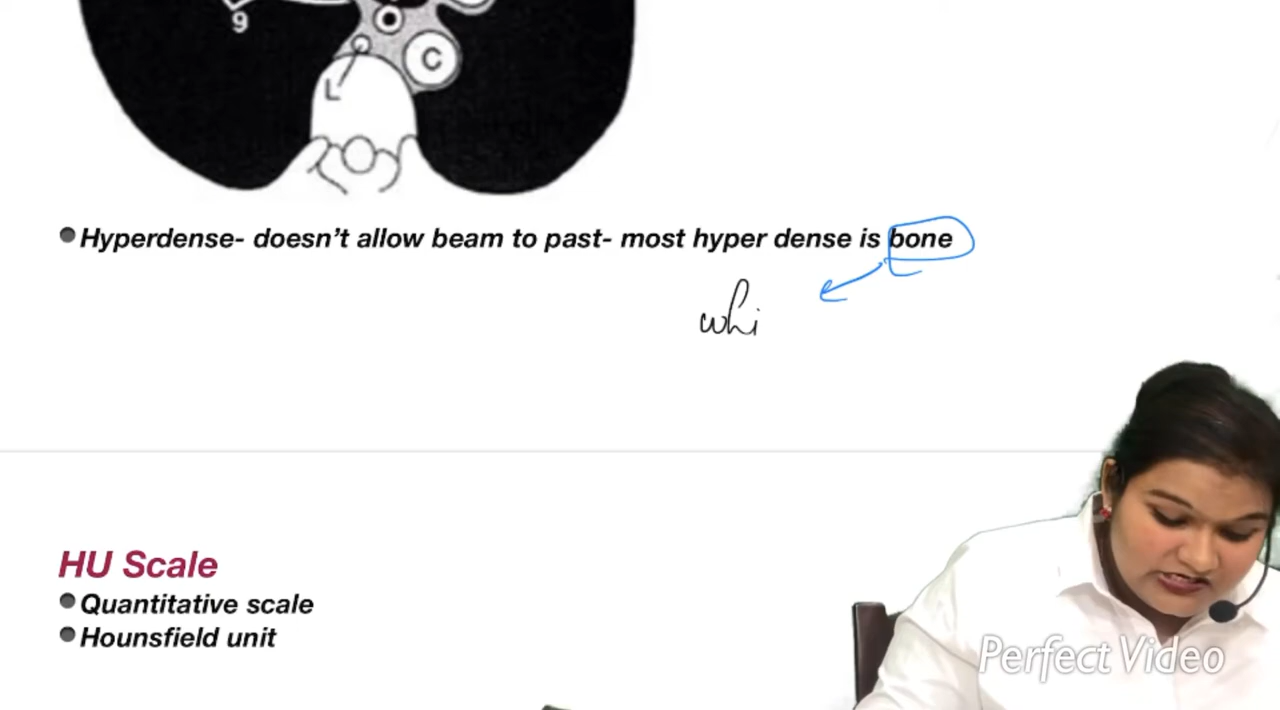 9
C
L
Hyperdense- doesn't allow beam to past- most hyper dense is bone
whi
HU Scale
Quantitative scale
Hounsfield unit
Perfect Video